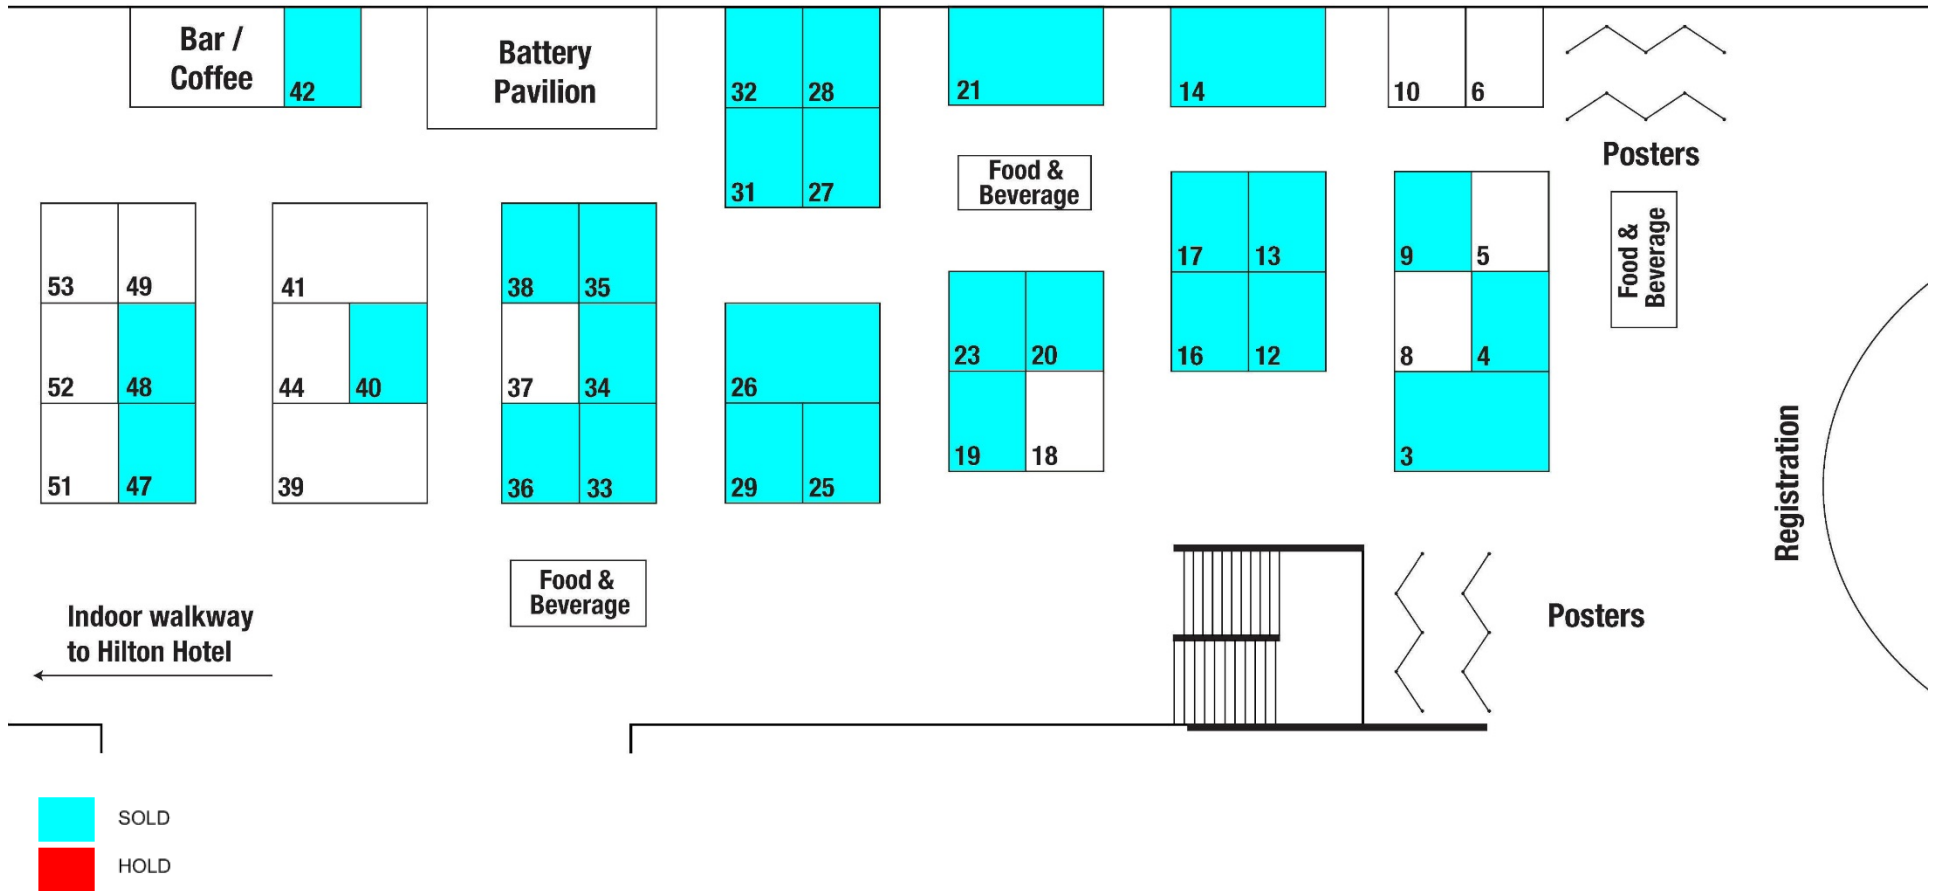 Bar /
Coffee
42
Battery
Pavilion
32 28
31 27
21
14
10 6
Posters
Food &
Beverage
Food &
Beverage
53 49
52 48
51 47
41
44 40
39
38 35
37 34
36 33
26
29 25
23 20
19 18
17 13
16 12
9 5
8 4
3
Registration
Food &
Beverage
Indoor walkway
to Hilton Hotel
Posters
SOLD
HOLD